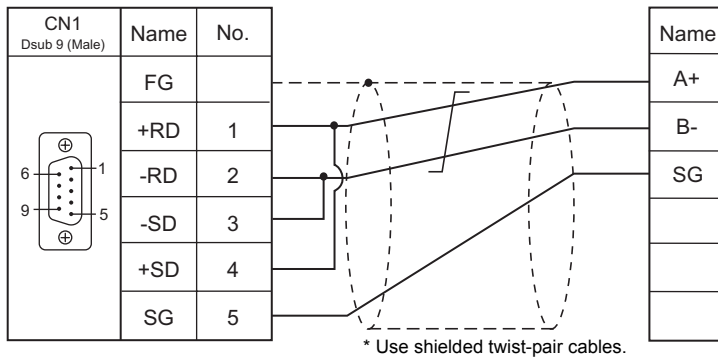 CN1
Dsub 9 (Male)
Name No.
FG
+RD 1
-RD 2
-SD 3
+SD 4
SG 5
6 1
9 5
Name
A+
B-
SG
* Use shielded twist-pair cables.